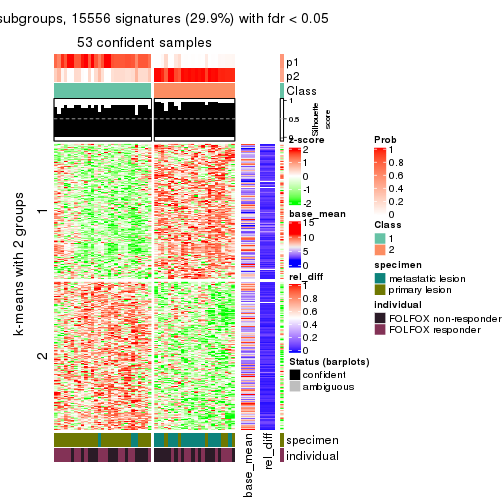 subgroups, 15556 signatures (29.9%) with fdr < 0.05
53 confident samples
p1
p2
Class
1
0.5
0
Silhouette
score
k-means with 2 groups
1
2
specimen
individual
base_mean
rel_diff
z-score
2
1
0
-1
-2
base_mean
15
10
5
0
rel_diff
1
0.8
0.6
0.4
0.2
0
Status (barplots)
confident
ambiguous
Prob
1
0.8
0.6
0.4
0.2
0
Class
1
2
specimen
metastatic lesion
primary lesion
individual
FOLFOX non-responder
FOLFOX responder